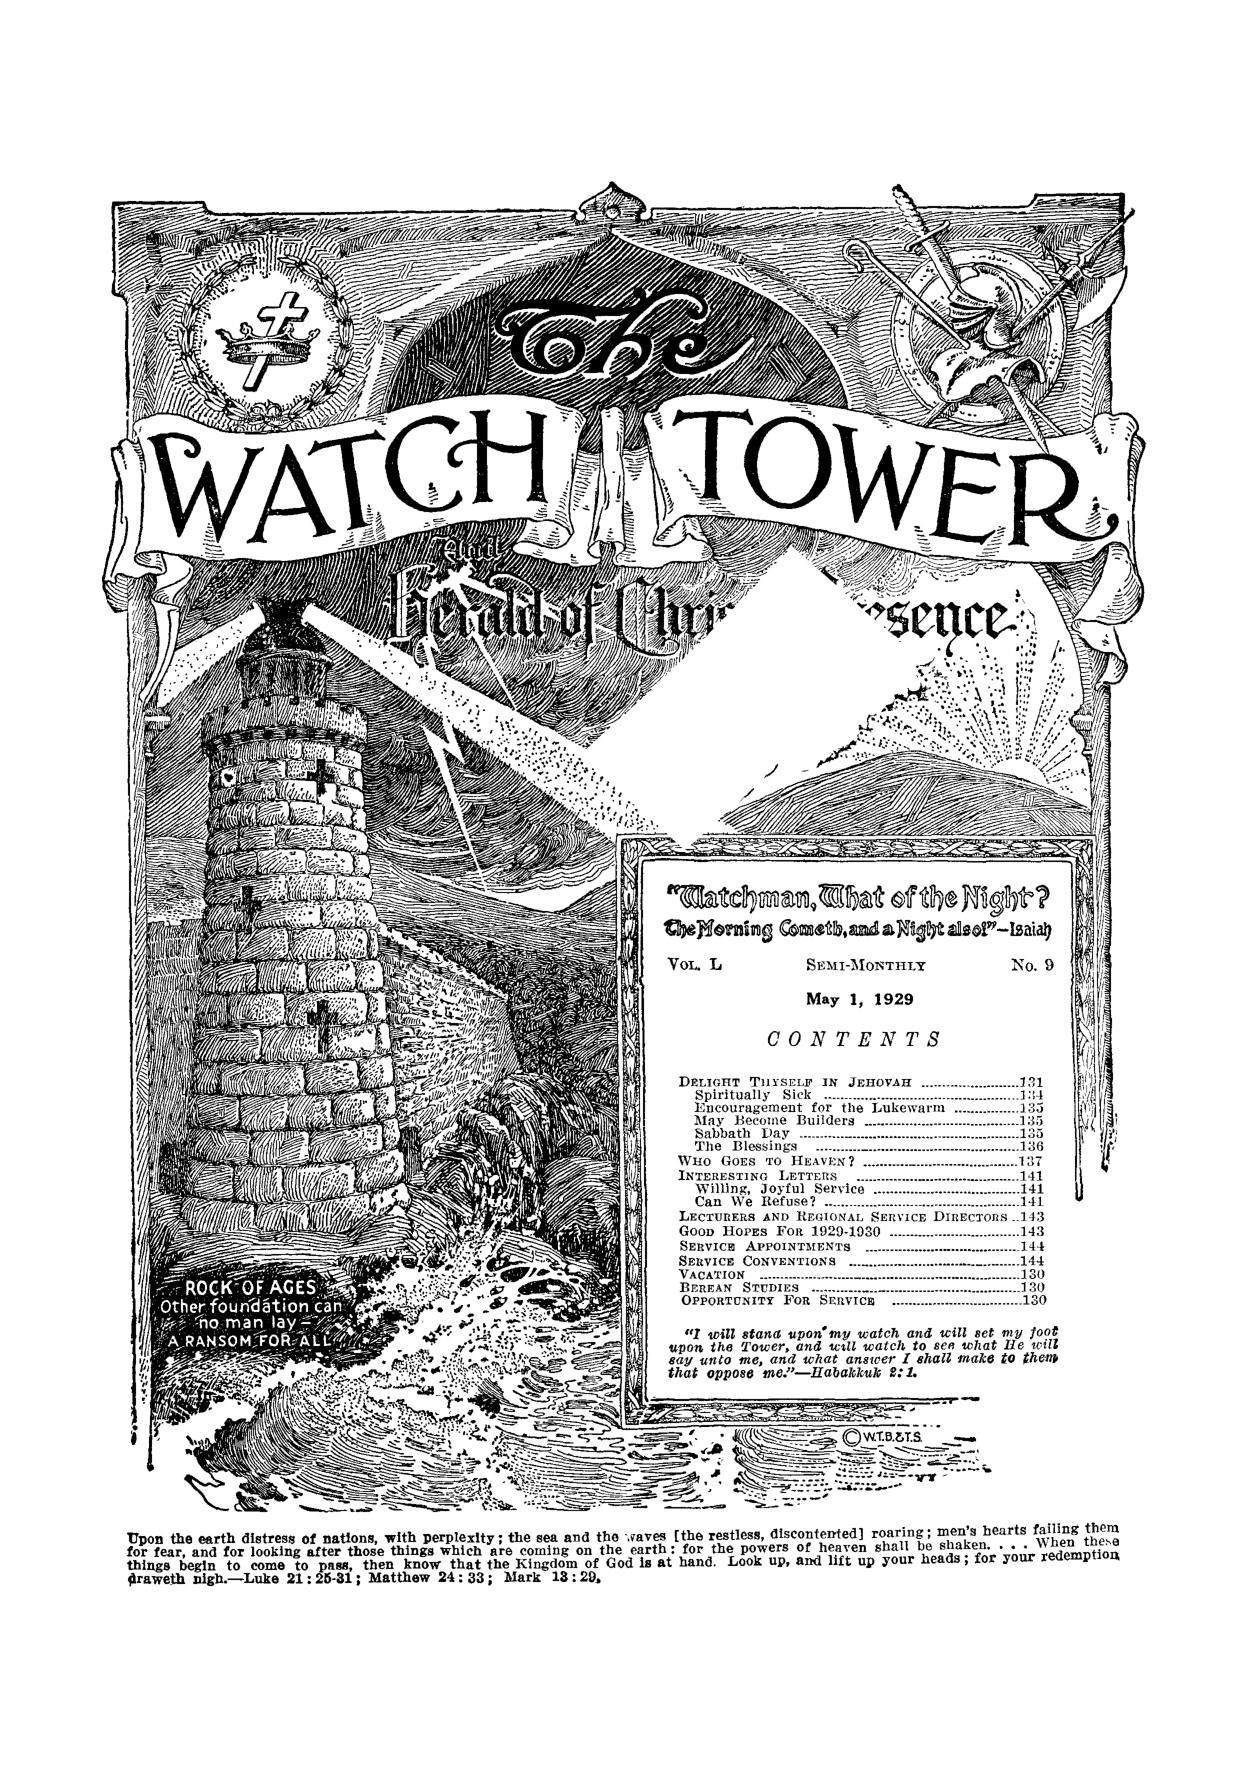 The
WATCH TOWER
And
Herald of Chris esence
"Watchman, What of the Night?
The Morning Cometh, and a Night also!"—Isaiah
VOL. L SEMI-MONTHLY No. 9
May 1, 1929
CONTENTS
DELIGHT THYSELF IN JEHOVAH 131
Spiritually Sick 134
Encouragement for the Lukewarm 135
May Become Builders 135
Sabbath Day 135
The Blessings 136
WHO GOES TO HEAVEN? 137
INTERESTING LETTERS 141
Willing, Joyful Service 141
Can We Refuse? 141
LECTURERS AND REGIONAL SERVICE DIRECTORS 143
GOOD HOPES FOR 1929-1930 143
SERVICE APPOINTMENTS 144
SERVICE CONVENTIONS 144
VACATION 130
BEREAN STUDIES 130
OPPORTUNITY FOR SERVICE 130
"I will stand upon my watch and will set my foot
upon the Tower, and will watch to see what He will
say unto me, and what answer I shall make to them
that oppose me."—Habakkuk 2:1.
ROCK OF AGES
Other foundation can
no man lay —
A RANSOM FOR ALL
© W.T.B.&T.S.
Upon the earth distress of nations, with perplexity; the sea and the waves [the restless, discontented] roaring; men's hearts failing them
for fear, and for looking after those things which are coming on the earth: for the powers of heaven shall be shaken. . . . When these
things begin to come to pass, then know that the Kingdom of God is at hand. Look up, and lift up your heads; for your redemption
draweth nigh.—Luke 21:25-31; Matthew 24:33; Mark 13:29.